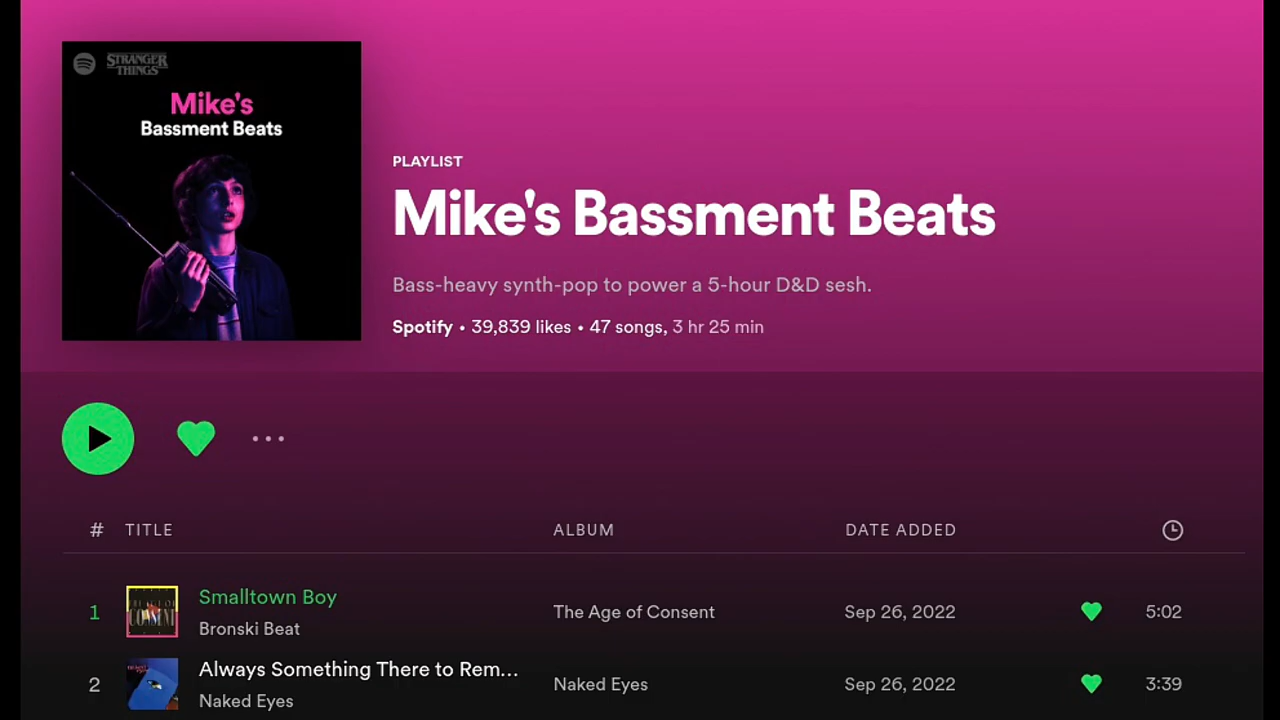 STRANGER
THINGS
Mike's
Bassment Beats
PLAYLIST
Mike's Bassment Beats
Bass-heavy synth-pop to power a 5-hour D&D sesh.
Spotify • 39,839 likes • 47 songs, 3 hr 25 min
# TITLE ALBUM DATE ADDED
1 Smalltown Boy The Age of Consent Sep 26, 2022 5:02
Bronski Beat
2 Always Something There to Rem... Naked Eyes Sep 26, 2022 3:39
Naked Eyes